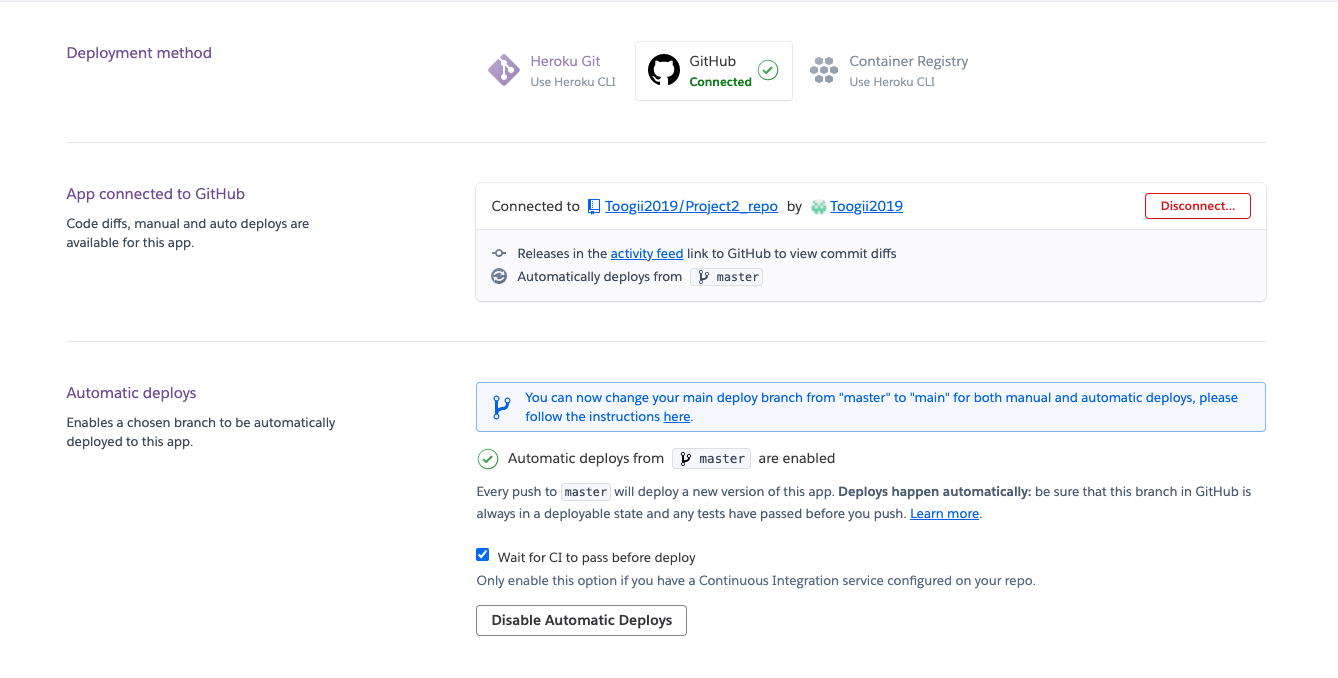 Deployment method
Heroku Git
Use Heroku CLI
GitHub
Connected
Container Registry
Use Heroku CLI
App connected to GitHub
Code diffs, manual and auto deploys are
available for this app.
Connected to Toogii2019/Project2_repo by Toogii2019
Disconnect...
Releases in the activity feed link to GitHub to view commit diffs
Automatically deploys from master
Automatic deploys
Enables a chosen branch to be automatically
deployed to this app.
You can now change your main deploy branch from "master" to "main" for both manual and automatic deploys, please
follow the instructions here.
Automatic deploys from master are enabled
Every push to master will deploy a new version of this app. Deploys happen automatically: be sure that this branch in GitHub is
always in a deployable state and any tests have passed before you push. Learn more.
Wait for CI to pass before deploy
Only enable this option if you have a Continuous Integration service configured on your repo.
Disable Automatic Deploys